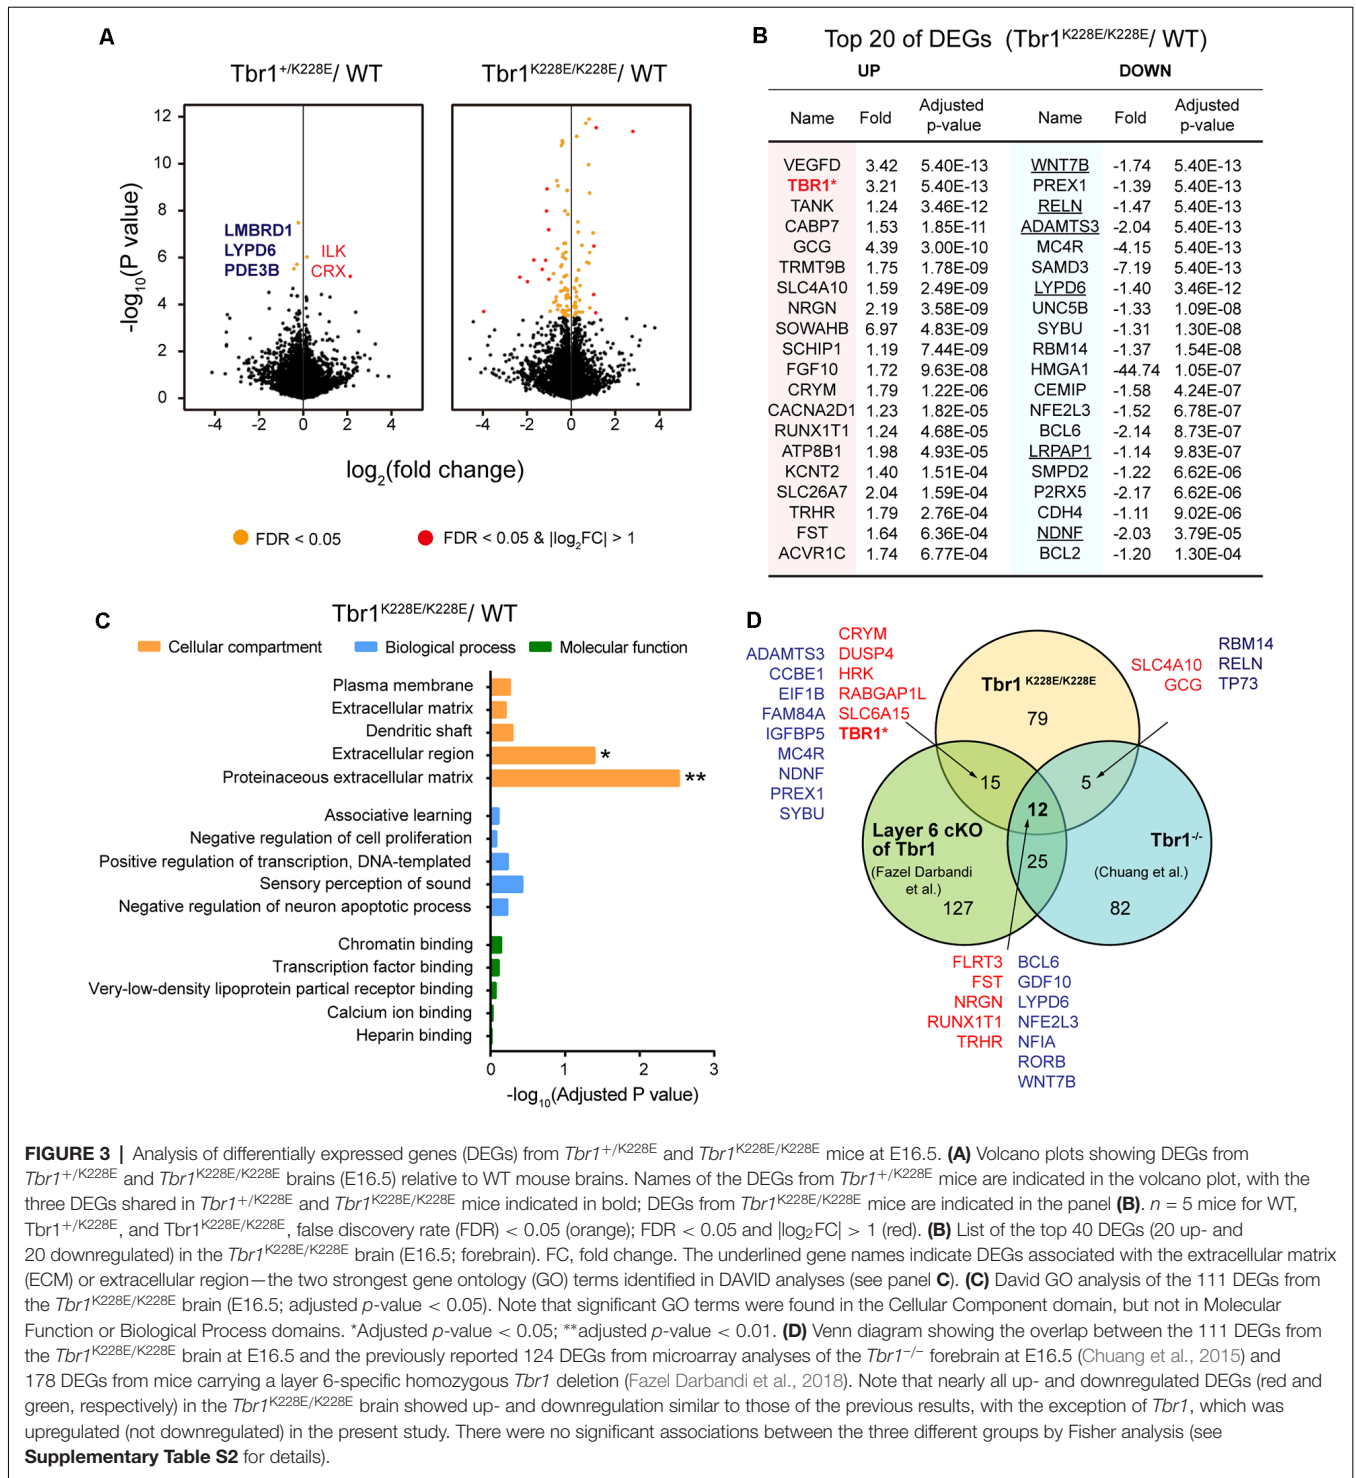 A
Tbr1+/K228E/ WT
Tbr1K228E/K228E/ WT
-log10(P value)
12
10
8
6
4
2
0
LMBRD1
LYPD6
PDE3B
ILK
CRX
-4 -2 0 2 4
-4 -2 0 2 4
log2(fold change)
FDR < 0.05
FDR < 0.05 & |log2FC| > 1
B
Top 20 of DEGs (Tbr1K228E/K228E/ WT)
UP DOWN
Name Fold Adjusted p-value Name Fold Adjusted p-value
VEGFD 3.42 5.40E-13 WNT7B -1.74 5.40E-13
TBR1* 3.21 5.40E-13 PREX1 -1.39 5.40E-13
TANK 1.24 3.46E-12 RELN -1.47 5.40E-13
CABP7 1.53 1.85E-11 ADAMTS3 -2.04 5.40E-13
GCG 4.39 3.00E-10 MC4R -4.15 5.40E-13
TRMT9B 1.75 1.78E-09 SAMD3 -7.19 5.40E-13
SLC4A10 1.59 2.49E-09 LYPD6 -1.40 3.46E-12
NRGN 2.19 3.58E-09 UNC5B -1.33 1.09E-08
SOWAHB 6.97 4.83E-09 SYBU -1.31 1.30E-08
SCHIP1 1.19 7.44E-09 RBM14 -1.37 1.54E-08
FGF10 1.72 9.63E-08 HMGA1 -44.74 1.05E-07
CRYM 1.79 1.22E-06 CEMIP -1.58 4.24E-07
CACNA2D1 1.23 1.82E-05 NFE2L3 -1.52 6.78E-07
RUNX1T1 1.24 4.68E-05 BCL6 -2.14 8.73E-07
ATP8B1 1.98 4.93E-05 LRPAP1 -1.14 9.83E-07
KCNT2 1.40 1.51E-04 SMPD2 -1.22 6.62E-06
SLC26A7 2.04 1.59E-04 P2RX5 -2.17 6.62E-06
TRHR 1.79 2.76E-04 CDH4 -1.11 9.02E-06
FST 1.64 6.36E-04 NDNF -2.03 3.79E-05
ACVR1C 1.74 6.77E-04 BCL2 -1.20 1.30E-04
C
Tbr1K228E/K228E/ WT
Cellular compartment Biological process Molecular function
Plasma membrane
Extracellular matrix
Dendritic shaft
Extracellular region *
Proteinaceous extracellular matrix **
Associative learning
Negative regulation of cell proliferation
Positive regulation of transcription, DNA-templated
Sensory perception of sound
Negative regulation of neuron apoptotic process
Chromatin binding
Transcription factor binding
Very-low-density lipoprotein partical receptor binding
Calcium ion binding
Heparin binding
0 1 2 3
-log10(Adjusted P value)
D
ADAMTS3
CCBE1
EIF1B
FAM84A
IGFBP5
MC4R
NDNF
PREX1
SYBU
CRYM
DUSP4
HRK
RABGAP1L
SLC6A15
TBR1*
SLC4A10
GCG
RBM14
RELN
TP73
Tbr1 K228E/K228E
79
15
5
12
25
Layer 6 cKO
of Tbr1
(Fazel Darbandi
et al.)
127
Tbr1-/-
(Chuang et al.)
82
FLRT3
FST
NRGN
RUNX1T1
TRHR
BCL6
GDF10
LYPD6
NFE2L3
NFIA
RORB
WNT7B
FIGURE 3 | Analysis of differentially expressed genes (DEGs) from Tbr1+/K228E and Tbr1K228E/K228E mice at E16.5. (A) Volcano plots showing DEGs from
Tbr1+/K228E and Tbr1K228E/K228E brains (E16.5) relative to WT mouse brains. Names of the DEGs from Tbr1+/K228E mice are indicated in the volcano plot, with the
three DEGs shared in Tbr1+/K228E and Tbr1K228E/K228E mice indicated in bold; DEGs from Tbr1K228E/K228E mice are indicated in the panel (B). n = 5 mice for WT,
Tbr1+/K228E, and Tbr1K228E/K228E, false discovery rate (FDR) < 0.05 (orange); FDR < 0.05 and |log2FC| > 1 (red). (B) List of the top 40 DEGs (20 up- and
20 downregulated) in the Tbr1K228E/K228E brain (E16.5; forebrain). FC, fold change. The underlined gene names indicate DEGs associated with the extracellular matrix
(ECM) or extracellular region—the two strongest gene ontology (GO) terms identified in DAVID analyses (see panel C). (C) David GO analysis of the 111 DEGs from
the Tbr1K228E/K228E brain (E16.5; adjusted p-value < 0.05). Note that significant GO terms were found in the Cellular Component domain, but not in Molecular
Function or Biological Process domains. *Adjusted p-value < 0.05; **adjusted p-value < 0.01. (D) Venn diagram showing the overlap between the 111 DEGs from
the Tbr1K228E/K228E brain at E16.5 and the previously reported 124 DEGs from microarray analyses of the Tbr1−/− forebrain at E16.5 (Chuang et al., 2015) and
178 DEGs from mice carrying a layer 6-specific homozygous Tbr1 deletion (Fazel Darbandi et al., 2018). Note that nearly all up- and downregulated DEGs (red and
green, respectively) in the Tbr1K228E/K228E brain showed up- and downregulation similar to those of the previous results, with the exception of Tbr1, which was
upregulated (not downregulated) in the present study. There were no significant associations between the three different groups by Fisher analysis (see
Supplementary Table S2 for details).